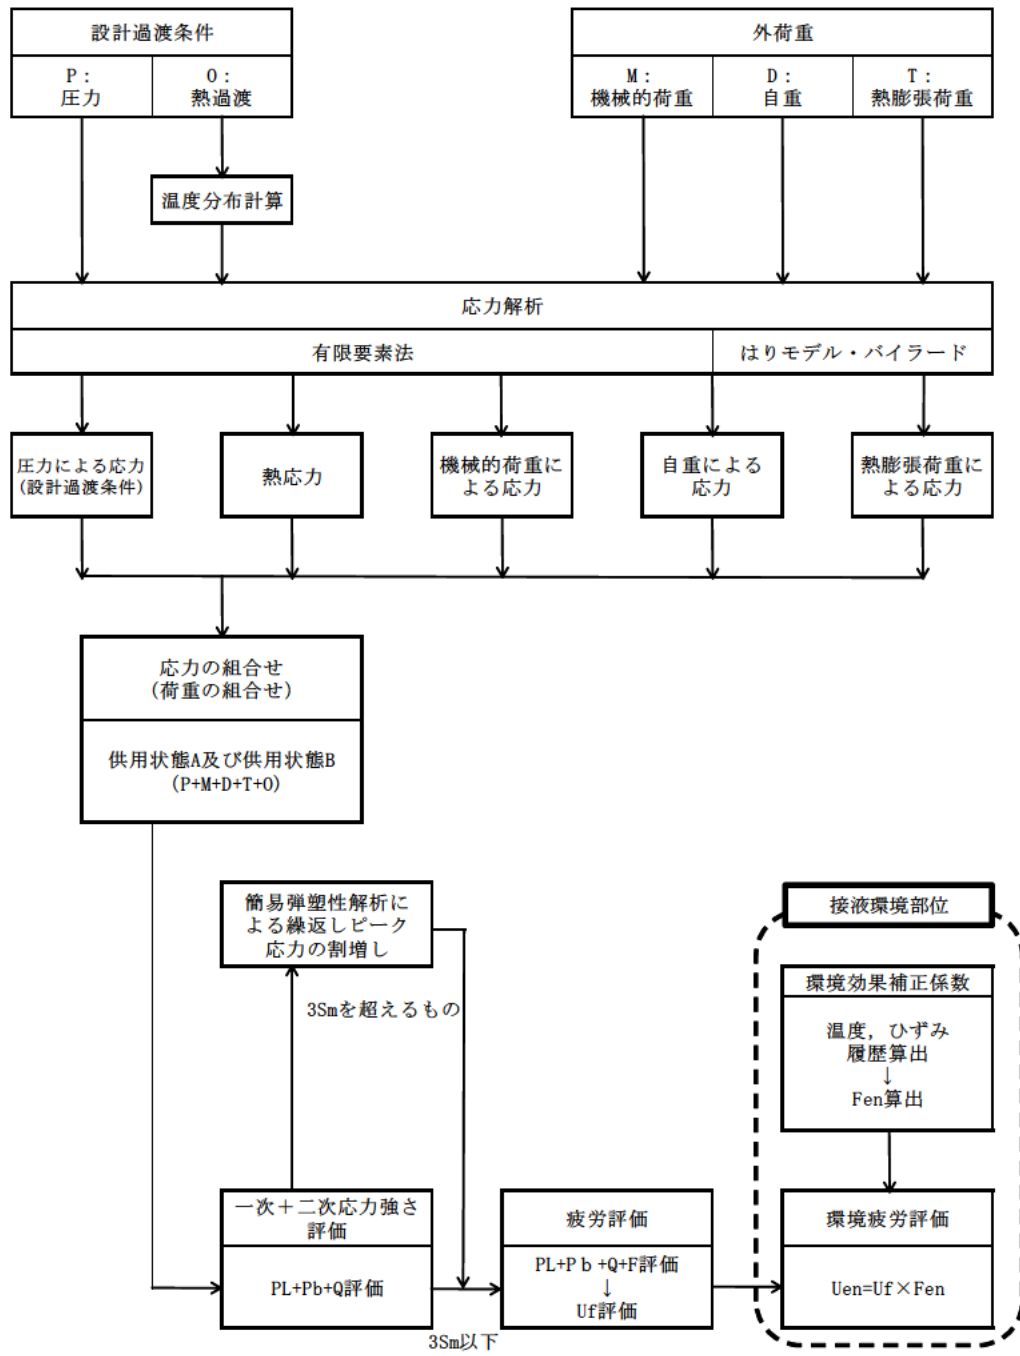 設計過渡条件
外荷重
P：
圧力
O：
熱過渡
M：
機械的荷重
D：
自重
T：
熱膨張荷重
温度分布計算
応力解析
有限要素法
はりモデル・バイラード
圧力による応力
(設計過渡条件)
熱応力
機械的荷重に
よる応力
自重による
応力
熱膨張荷重に
よる応力
応力の組合せ
(荷重の組合せ)
供用状態A及び供用状態B
(P+M+D+T+O)
簡易弾塑性解析に
よる繰返しピーク
応力の割増し
3Smを超えるもの
一次＋二次応力強さ
評価
PL+Pb+Q評価
3Sm以下
疲労評価
PL+Pｂ+Q+F評価
↓
Uf評価
接液環境部位
環境効果補正係数
温度，ひずみ
履歴算出
↓
Fen算出
環境疲労評価
Uen=Uf×Fen